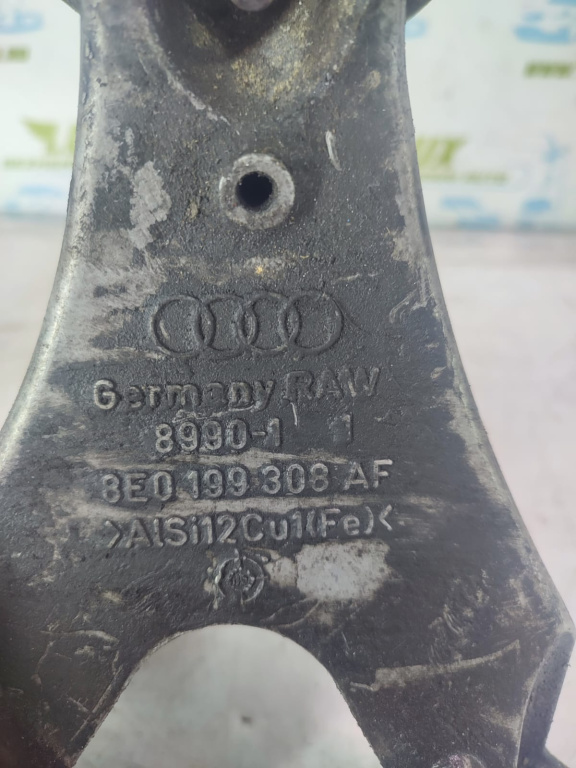 Germany RAW
8990-1 1
8E0 199 308 AF
>AlSi12Cu1(Fe)<